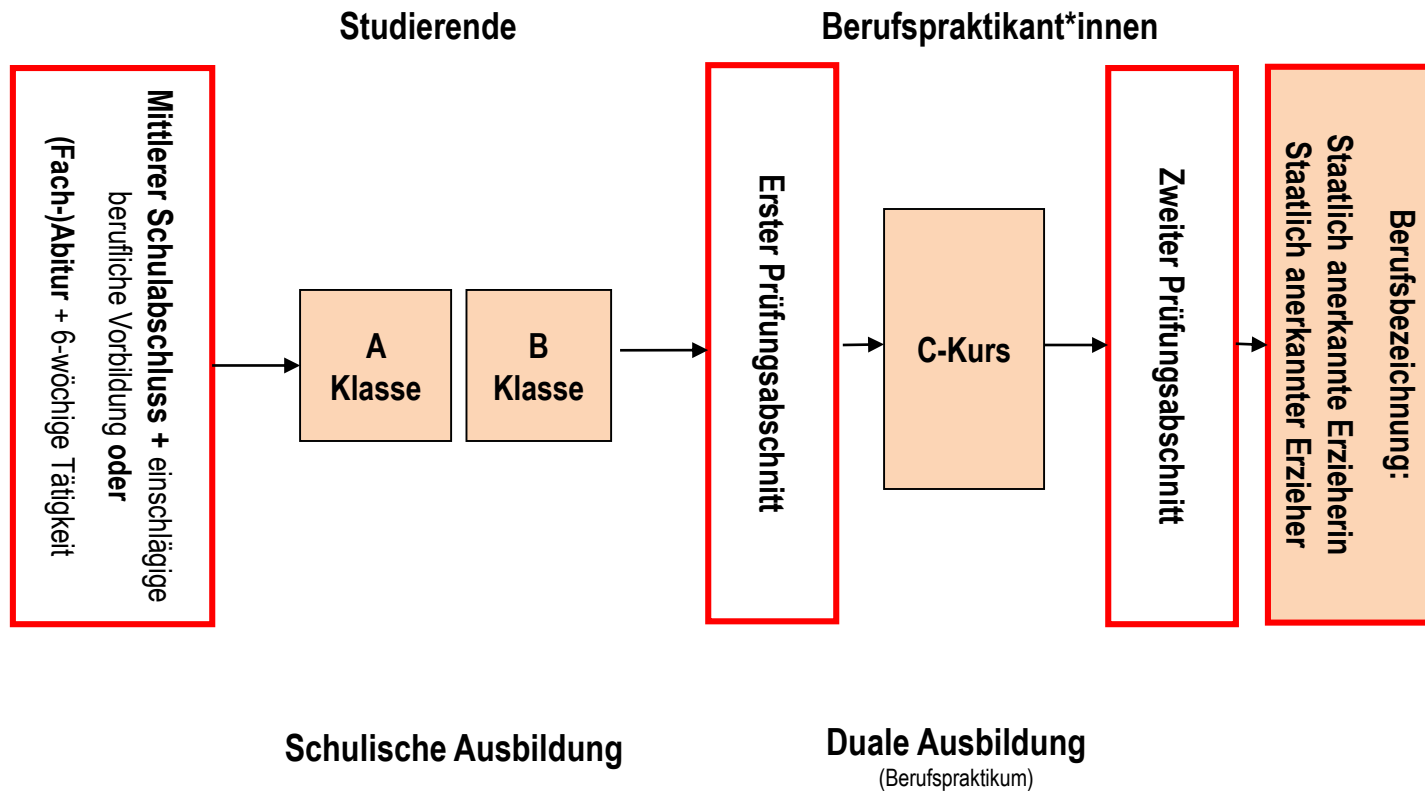 Studierende
Berufspraktikant*innen
Mittlerer Schulabschluss + einschlägige
berufliche Vorbildung oder
(Fach-)Abitur + 6-wöchige Tätigkeit
A
Klasse
B
Klasse
Erster Prüfungsabschnitt
C-Kurs
Zweiter Prüfungsabschnitt
Berufsbezeichnung:
Staatlich anerkannte Erzieherin
Staatlich anerkannter Erzieher
Schulische Ausbildung
Duale Ausbildung
(Berufspraktikum)